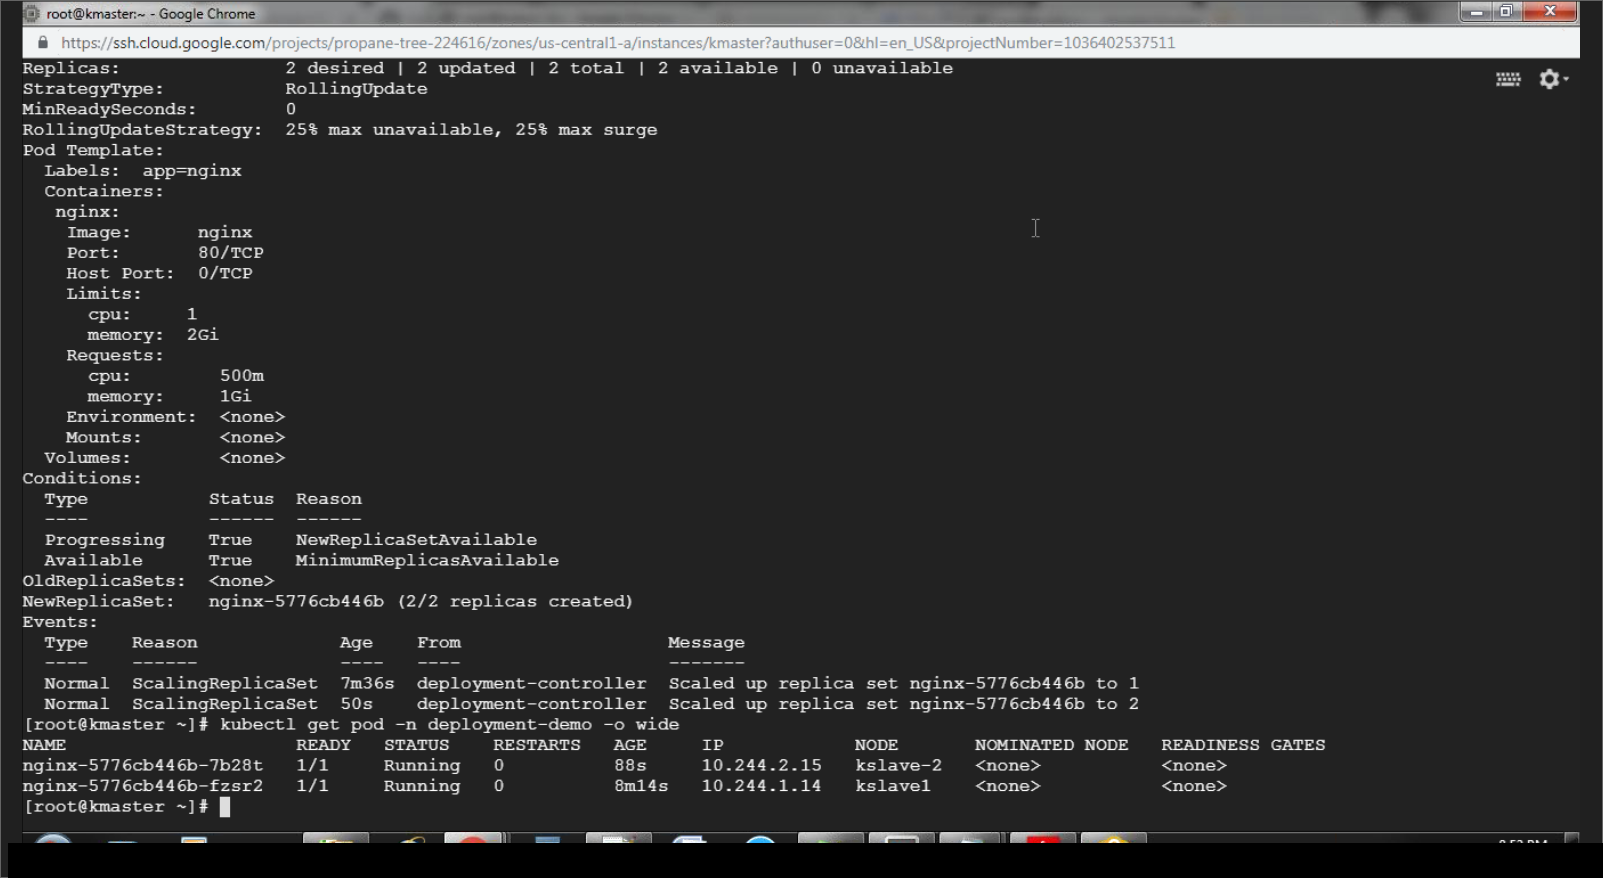 root@kmaster:~ - Google Chrome
https://ssh.cloud.google.com/projects/propane-tree-224616/zones/us-central1-a/instances/kmaster?authuser=0&hl=en_US&projectNumber=1036402537511
Replicas:               2 desired | 2 updated | 2 total | 2 available | 0 unavailable
StrategyType:           RollingUpdate
MinReadySeconds:        0
RollingUpdateStrategy:  25% max unavailable, 25% max surge
Pod Template:
  Labels:  app=nginx
  Containers:
   nginx:
    Image:      nginx
    Port:       80/TCP
    Host Port:  0/TCP
    Limits:
      cpu:     1
      memory:  2Gi
    Requests:
      cpu:        500m
      memory:     1Gi
    Environment:  <none>
    Mounts:       <none>
  Volumes:        <none>
Conditions:
  Type           Status  Reason
  ----           ------  ------
  Progressing    True    NewReplicaSetAvailable
  Available      True    MinimumReplicasAvailable
OldReplicaSets:  <none>
NewReplicaSet:   nginx-5776cb446b (2/2 replicas created)
Events:
  Type    Reason             Age    From                   Message
  ----    ------             ----   ----                   -------
  Normal  ScalingReplicaSet  7m36s  deployment-controller  Scaled up replica set nginx-5776cb446b to 1
  Normal  ScalingReplicaSet  50s    deployment-controller  Scaled up replica set nginx-5776cb446b to 2
[root@kmaster ~]# kubectl get pod -n deployment-demo -o wide
NAME                     READY   STATUS    RESTARTS   AGE     IP            NODE       NOMINATED NODE   READINESS GATES
nginx-5776cb446b-7b28t   1/1     Running   0          88s     10.244.2.15   kslave-2   <none>           <none>
nginx-5776cb446b-fzsr2   1/1     Running   0          8m14s   10.244.1.14   kslave1    <none>           <none>
[root@kmaster ~]#